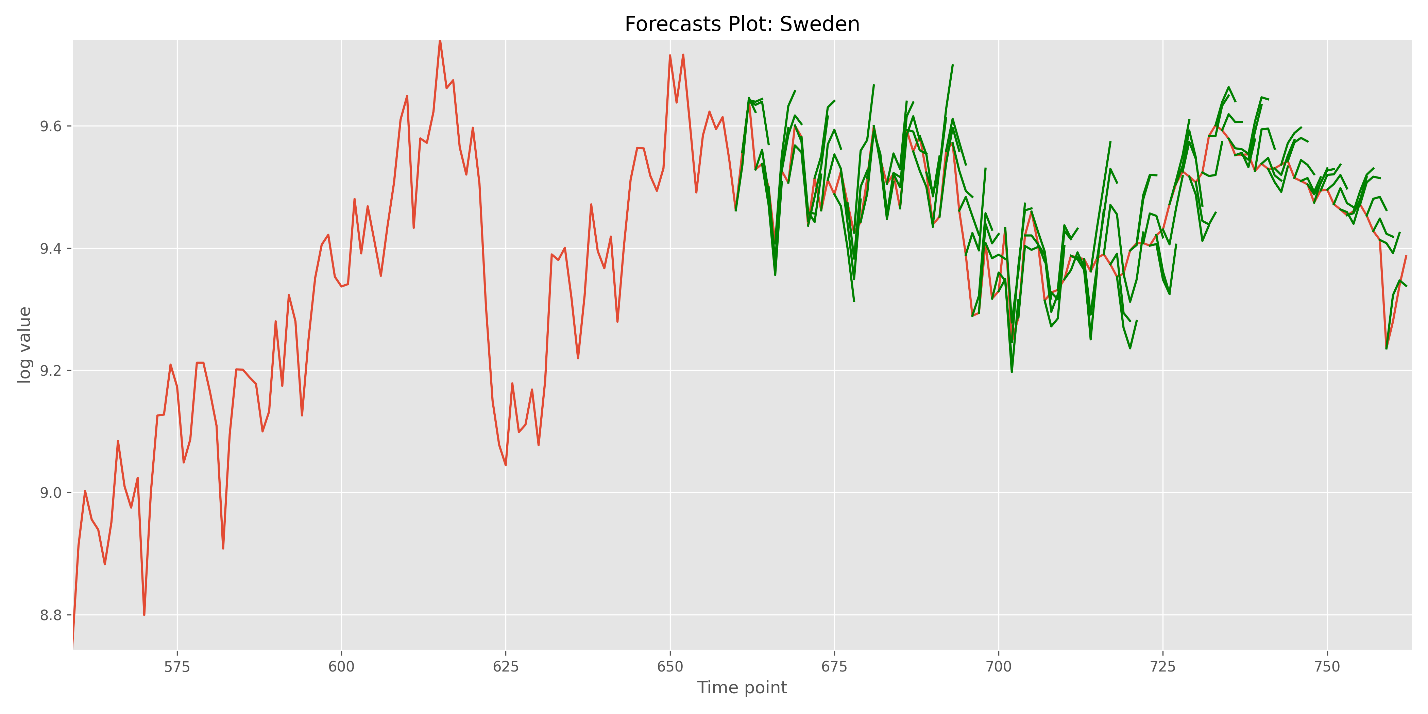 Forecasts Plot: Sweden
log value
9.6
9.4
9.2
9.0
8.8
575 600 625 650 675 700 725 750
Time point